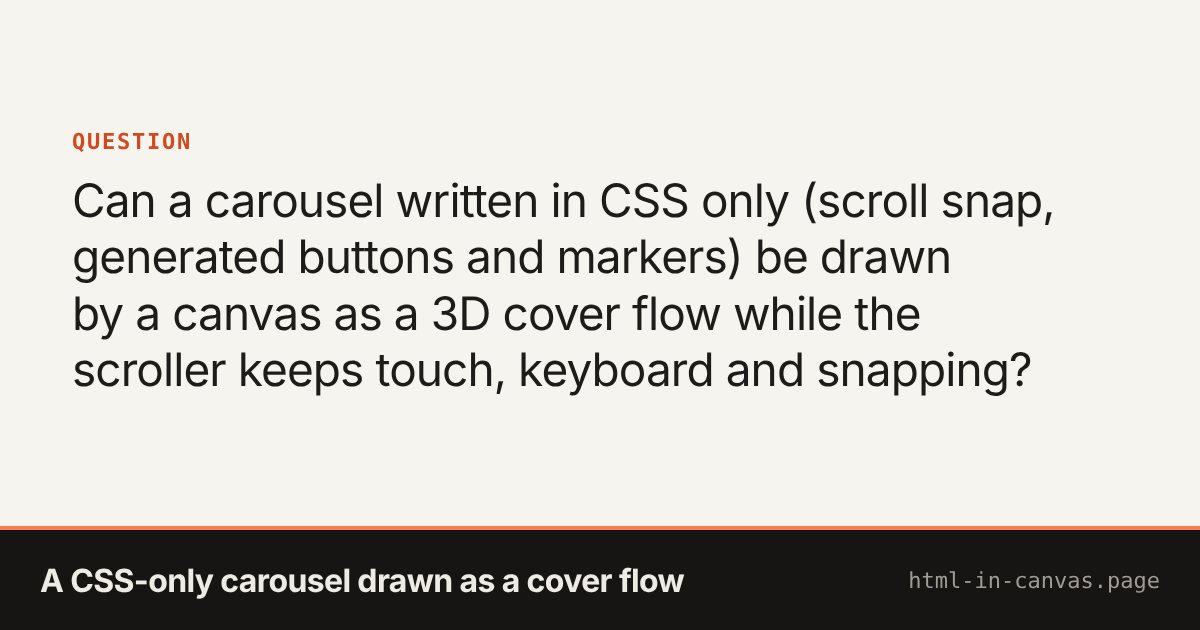 QUESTION
Can a carousel written in CSS only (scroll snap,
generated buttons and markers) be drawn
by a canvas as a 3D cover flow while the
scroller keeps touch, keyboard and snapping?
A CSS-only carousel drawn as a cover flow
html-in-canvas.page